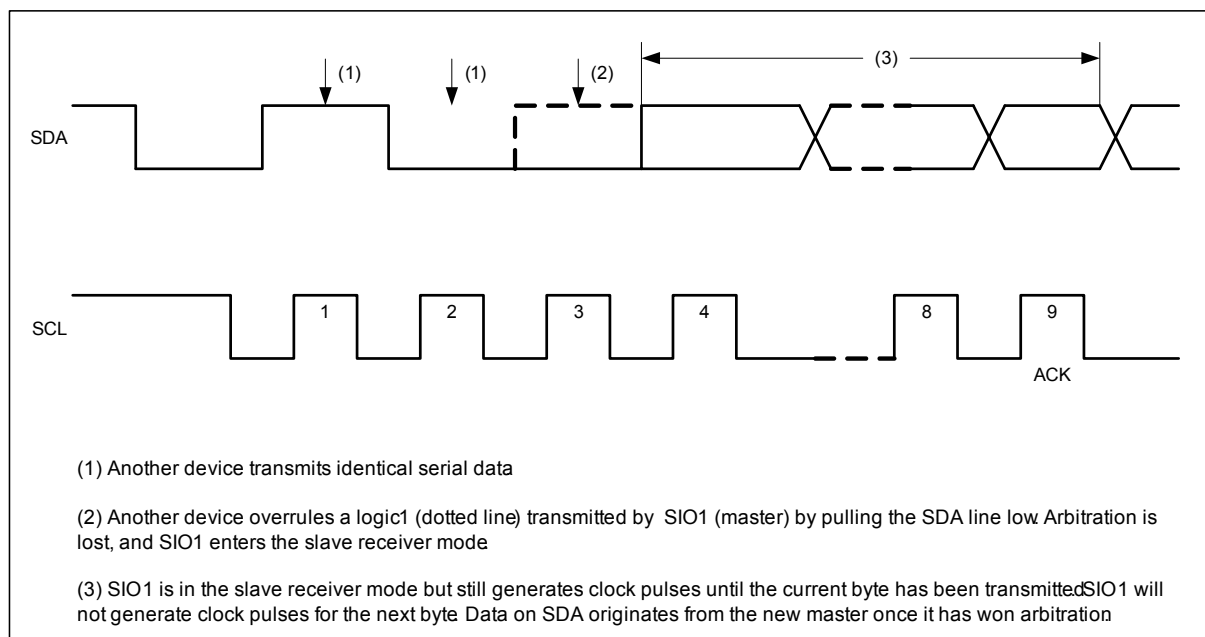 (1) (1) (2) (3)
SDA
1 2 3 4 8 9
SCL
ACK
(1) Another device transmits identical serial data
(2) Another device overrules a logic1 (dotted line) transmitted by SIO1 (master) by pulling the SDA line low. Arbitration is
lost, and SIO1 enters the slave receiver mode.
(3) SIO1 is in the slave receiver mode but still generates clock pulses until the current byte has been transmitted.SIO1 will
not generate clock pulses for the next byte. Data on SDA originates from the new master once it has won arbitration.